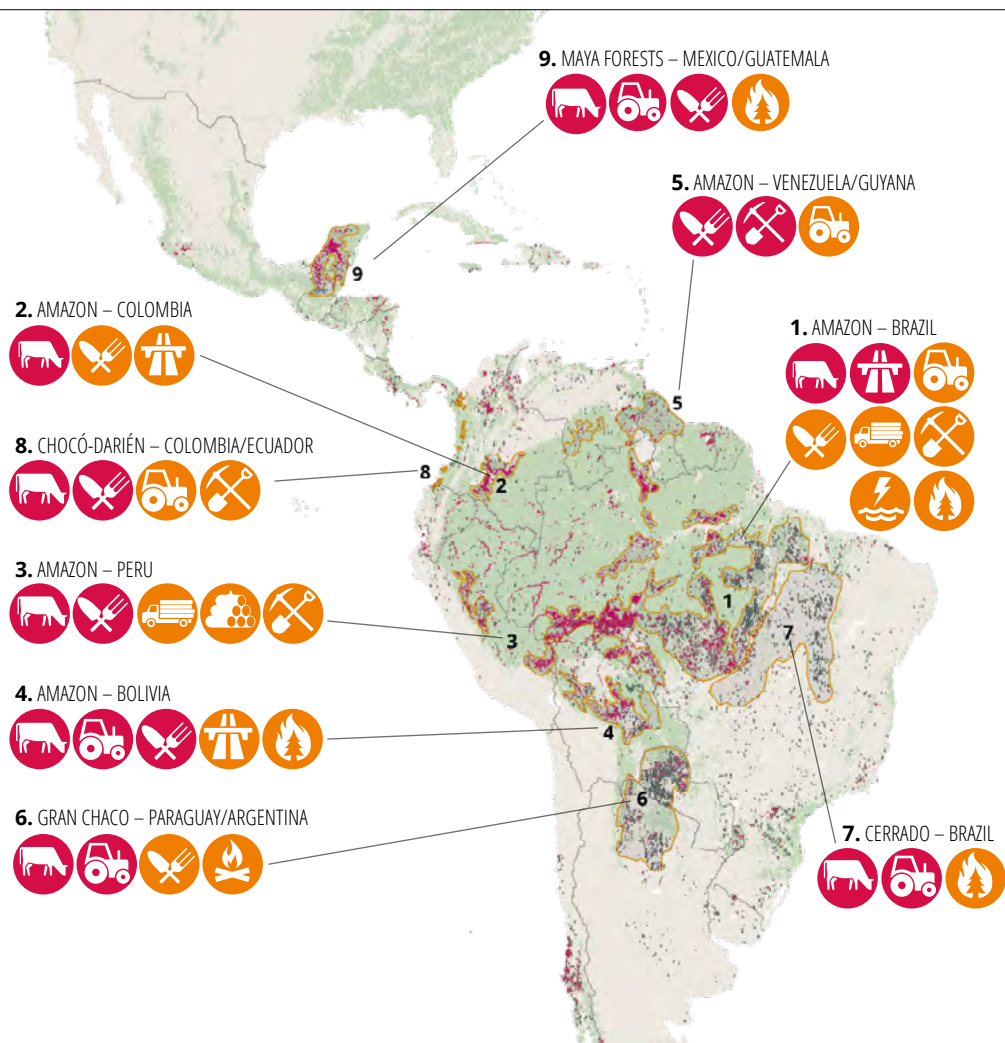 9. MAYA FORESTS – MEXICO/GUATEMALA
5. AMAZON – VENEZUELA/GUYANA
9
2. AMAZON – COLOMBIA
1. AMAZON – BRAZIL
5
8. CHOCÓ-DARIÉN – COLOMBIA/ECUADOR
8
2
3. AMAZON – PERU
1
3
7
4. AMAZON – BOLIVIA
4
6. GRAN CHACO – PARAGUAY/ARGENTINA
6
7. CERRADO – BRAZIL